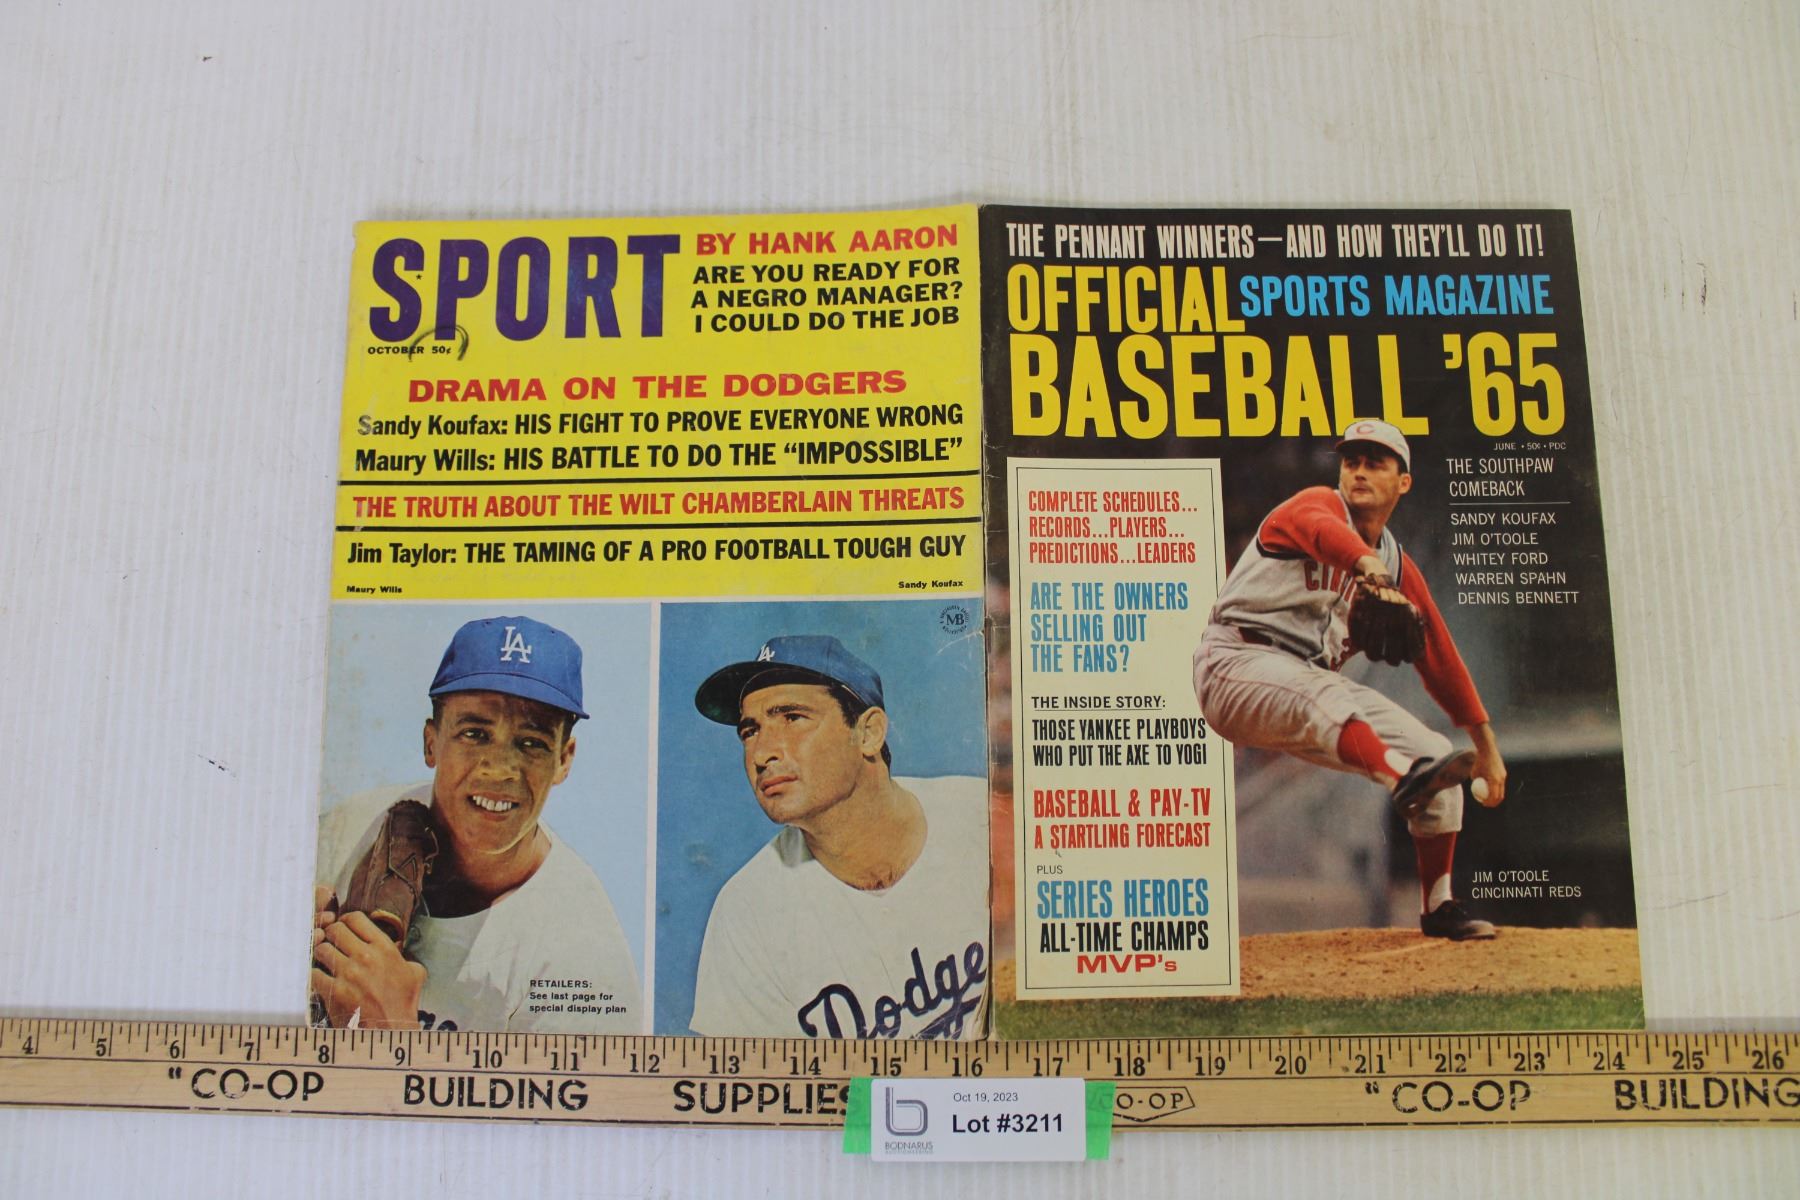 SPORT
OCTOBER 50¢
BY HANK AARON
ARE YOU READY FOR
A NEGRO MANAGER?
I COULD DO THE JOB
DRAMA ON THE DODGERS
Sandy Koufax: HIS FIGHT TO PROVE EVERYONE WRONG
Maury Wills: HIS BATTLE TO DO THE “IMPOSSIBLE”
THE TRUTH ABOUT THE WILT CHAMBERLAIN THREATS
Jim Taylor: THE TAMING OF A PRO FOOTBALL TOUGH GUY
Maury Wills
Sandy Koufax
MB
LA
LA
Dodge
RETAILERS:
See last page for
special display plan
THE PENNANT WINNERS—AND HOW THEY'LL DO IT!
OFFICIAL SPORTS MAGAZINE
BASEBALL '65
JUNE • 50¢ • PDC
THE SOUTHPAW
COMEBACK
SANDY KOUFAX
JIM O'TOOLE
WHITEY FORD
WARREN SPAHN
DENNIS BENNETT
COMPLETE SCHEDULES...
RECORDS...PLAYERS...
PREDICTIONS...LEADERS
ARE THE OWNERS
SELLING OUT
THE FANS?
THE INSIDE STORY:
THOSE YANKEE PLAYBOYS
WHO PUT THE AXE TO YOGI
BASEBALL & PAY-TV
A STARTLING FORECAST
PLUS
SERIES HEROES
ALL-TIME CHAMPS
MVP's
C
CIN
JIM O'TOOLE
CINCINNATI REDS
4 5 6 7 8 9 10 11 12 13 14 15 16 17 18 19 20 21 22 23 24 25 26
"CO-OP BUILDING SUPPLIES CO-OP "CO-OP BUILDING
Oct 19, 2023
Lot #3211
BODNARUS
AUCTIONEERING